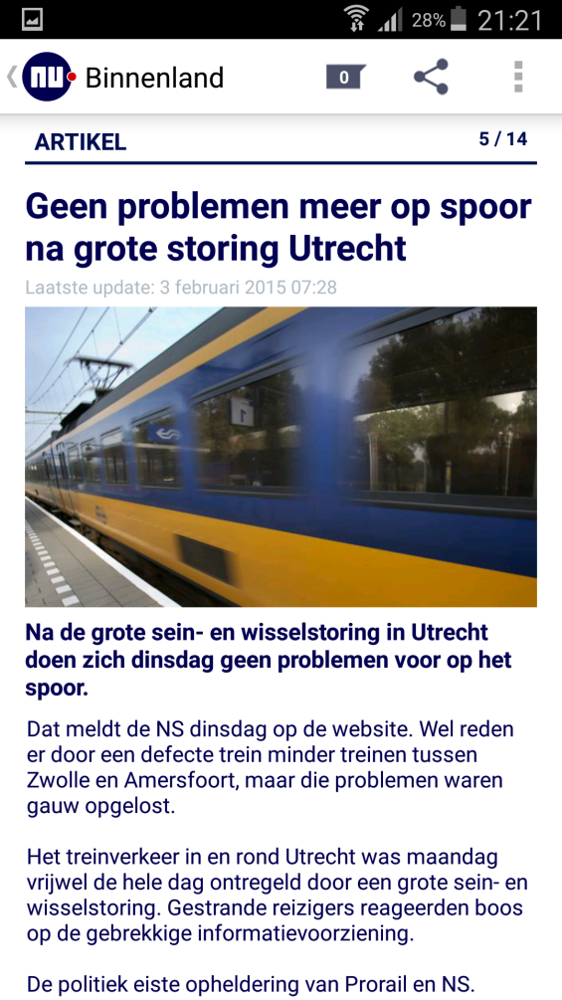 28% 21:21
nu Binnenland 0
ARTIKEL 5 / 14
Geen problemen meer op spoor
na grote storing Utrecht
Laatste update: 3 februari 2015 07:28
1
Na de grote sein- en wisselstoring in Utrecht
doen zich dinsdag geen problemen voor op het
spoor.
Dat meldt de NS dinsdag op de website. Wel reden
er door een defecte trein minder treinen tussen
Zwolle en Amersfoort, maar die problemen waren
gauw opgelost.
Het treinverkeer in en rond Utrecht was maandag
vrijwel de hele dag ontregeld door een grote sein- en
wisselstoring. Gestrande reizigers reageerden boos
op de gebrekkige informatievoorziening.
De politiek eiste opheldering van Prorail en NS.